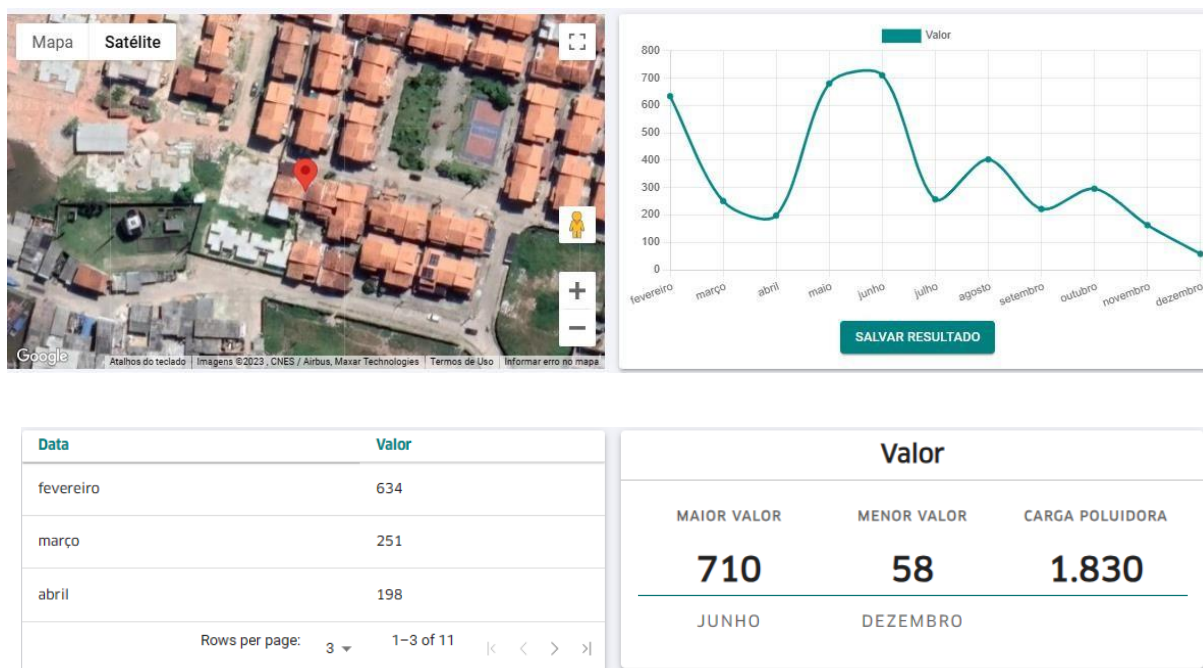 Mapa Satélite
Google
Atalhos do teclado Imagens ©2023 , CNES / Airbus, Maxar Technologies Termos de Uso Informar erro no mapa
Valor
800
700
600
500
400
300
200
100
0
fevereiro março abril maio junho julho agosto setembro outubro novembro dezembro
SALVAR RESULTADO
Data Valor
fevereiro 634
março 251
abril 198
Rows per page: 3 1–3 of 11
Valor
MAIOR VALOR MENOR VALOR CARGA POLUIDORA
710 58 1.830
JUNHO DEZEMBRO